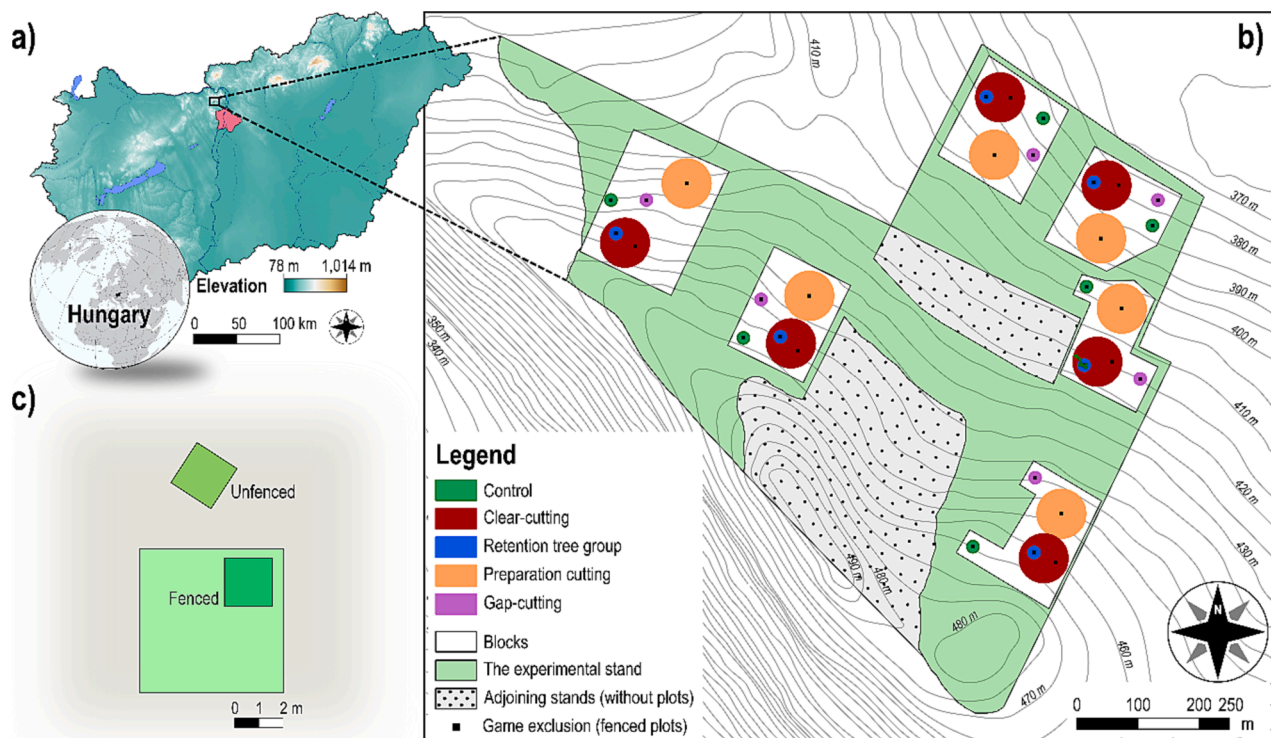 a)
Hungary
Elevation
78 m 1,014 m
0 50 100 km
N
b)
410 m
370 m
380 m
390 m
400 m
410 m
420 m
430 m
460 m
470 m
480 m
480 m
490 m
350 m
340 m
Legend
Control
Clear-cutting
Retention tree group
Preparation cutting
Gap-cutting
Blocks
The experimental stand
Adjoining stands (without plots)
Game exclusion (fenced plots)
N
0 100 200 250
m
c)
Unfenced
Fenced
0 1 2 m